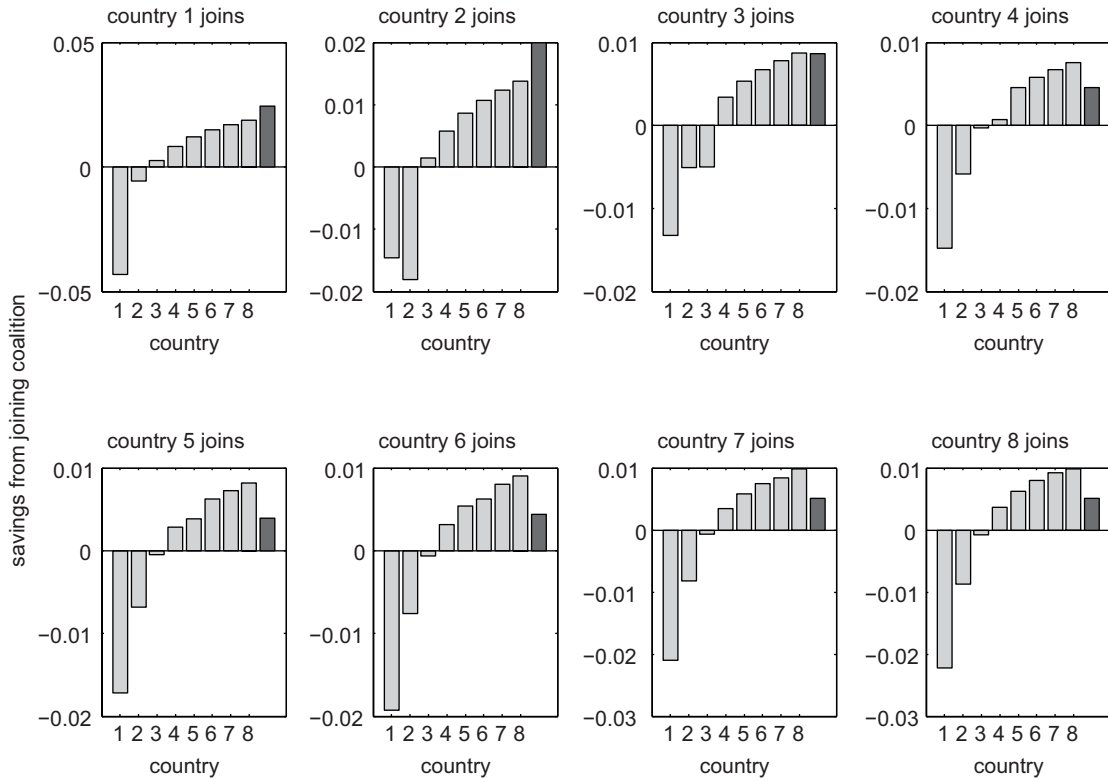 country 1 joins
country 2 joins
country 3 joins
country 4 joins
0.05
0
−0.05
0.02
0.01
0
−0.01
−0.02
0.01
0
−0.01
−0.02
0.01
0
−0.01
−0.02
1 2 3 4 5 6 7 8
1 2 3 4 5 6 7 8
1 2 3 4 5 6 7 8
1 2 3 4 5 6 7 8
country
country
country
country
savings from joining coalition
country 5 joins
country 6 joins
country 7 joins
country 8 joins
0.01
0
−0.01
−0.02
0.01
0
−0.01
−0.02
0.01
0
−0.01
−0.02
−0.03
0.01
0
−0.01
−0.02
−0.03
1 2 3 4 5 6 7 8
1 2 3 4 5 6 7 8
1 2 3 4 5 6 7 8
1 2 3 4 5 6 7 8
country
country
country
country